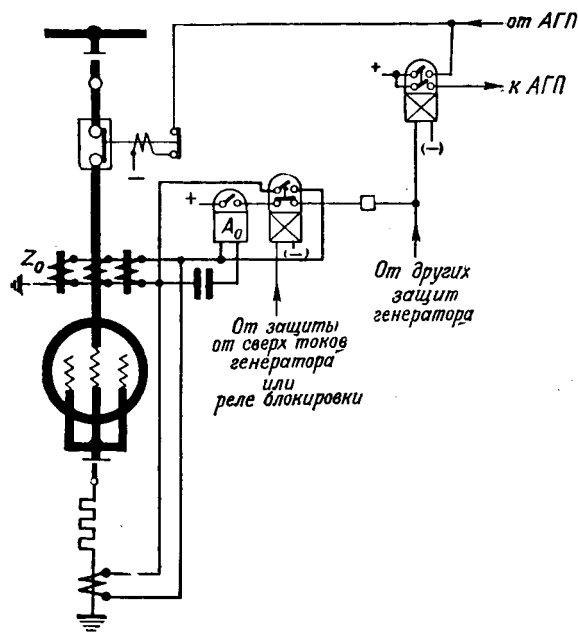 от АГП
+
к АГП
(-)
+
A₀
(-)
Z₀
От других
защит
генератора
От защиты
от сверх токов
генератора
или
реле блокировки